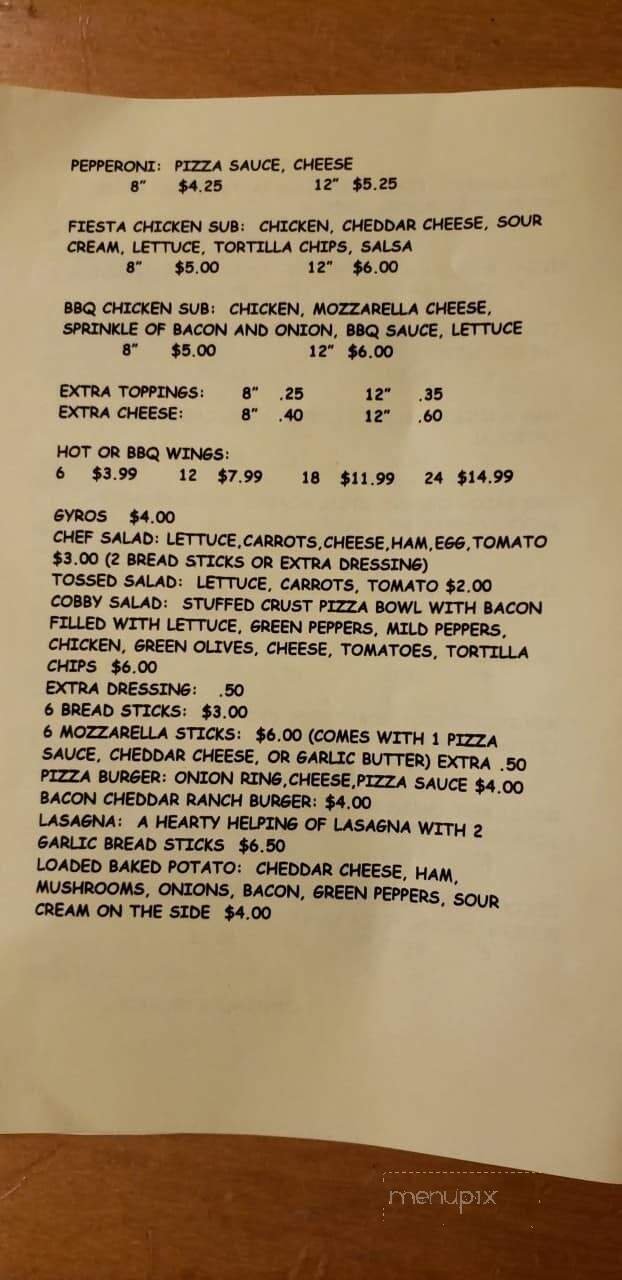 PEPPERONI: PIZZA SAUCE, CHEESE
8" $4.25 12" $5.25
FIESTA CHICKEN SUB: CHICKEN, CHEDDAR CHEESE, SOUR
CREAM, LETTUCE, TORTILLA CHIPS, SALSA
8" $5.00 12" $6.00
BBQ CHICKEN SUB: CHICKEN, MOZZARELLA CHEESE,
SPRINKLE OF BACON AND ONION, BBQ SAUCE, LETTUCE
8" $5.00 12" $6.00
EXTRA TOPPINGS: 8" .25 12" .35
EXTRA CHEESE: 8" .40 12" .60
HOT OR BBQ WINGS:
6 $3.99 12 $7.99 18 $11.99 24 $14.99
GYROS $4.00
CHEF SALAD: LETTUCE,CARROTS,CHEESE,HAM,EGG,TOMATO
$3.00 (2 BREAD STICKS OR EXTRA DRESSING)
TOSSED SALAD: LETTUCE, CARROTS, TOMATO $2.00
COBBY SALAD: STUFFED CRUST PIZZA BOWL WITH BACON
FILLED WITH LETTUCE, GREEN PEPPERS, MILD PEPPERS,
CHICKEN, GREEN OLIVES, CHEESE, TOMATOES, TORTILLA
CHIPS $6.00
EXTRA DRESSING: .50
6 BREAD STICKS: $3.00
6 MOZZARELLA STICKS: $6.00 (COMES WITH 1 PIZZA
SAUCE, CHEDDAR CHEESE, OR GARLIC BUTTER) EXTRA .50
PIZZA BURGER: ONION RING,CHEESE,PIZZA SAUCE $4.00
BACON CHEDDAR RANCH BURGER: $4.00
LASAGNA: A HEARTY HELPING OF LASAGNA WITH 2
GARLIC BREAD STICKS $6.50
LOADED BAKED POTATO: CHEDDAR CHEESE, HAM,
MUSHROOMS, ONIONS, BACON, GREEN PEPPERS, SOUR
CREAM ON THE SIDE $4.00
menupix